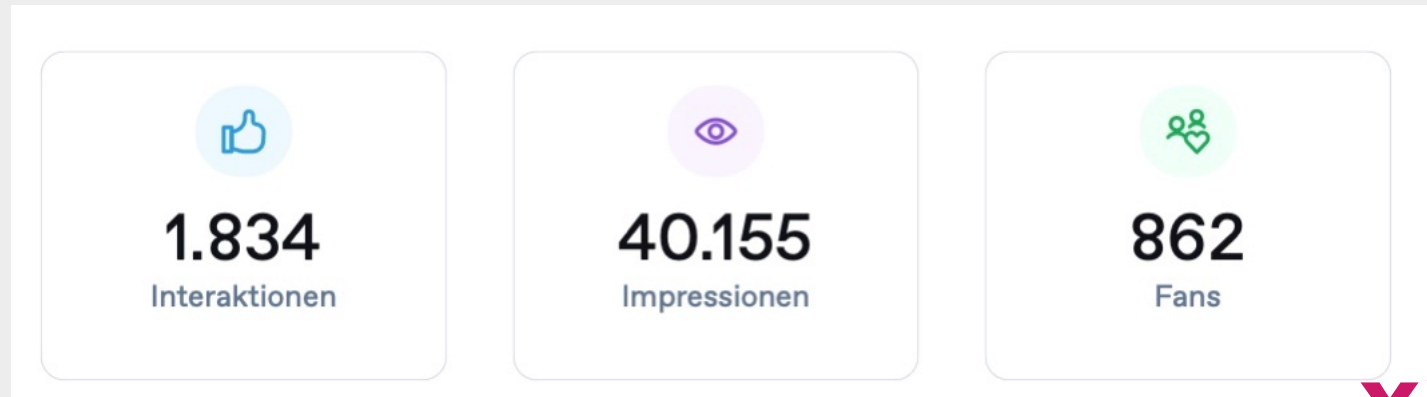 1.834
Interaktionen
40.155
Impressionen
862
Fans